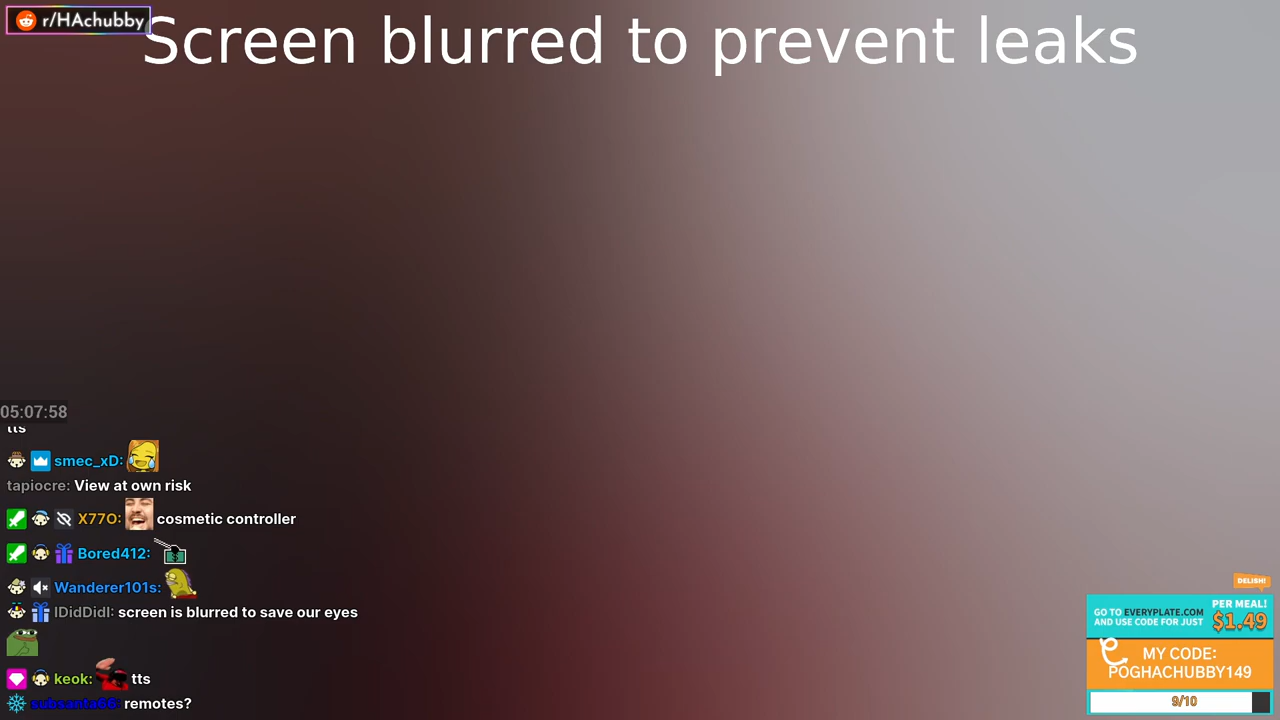 r/HAchubby
Screen blurred to prevent leaks
05:07:58
tts
smec_xD:
tapiocre: View at own risk
X77O: cosmetic controller
Bored412:
Wanderer101s:
lDidDidl: screen is blurred to save our eyes
keok: tts
subsanta66: remotes?
DELISH!
GO TO EVERYPLATE.COM
AND USE CODE FOR JUST
PER MEAL!
$1.49
MY CODE:
POGHACHUBBY149
9/10